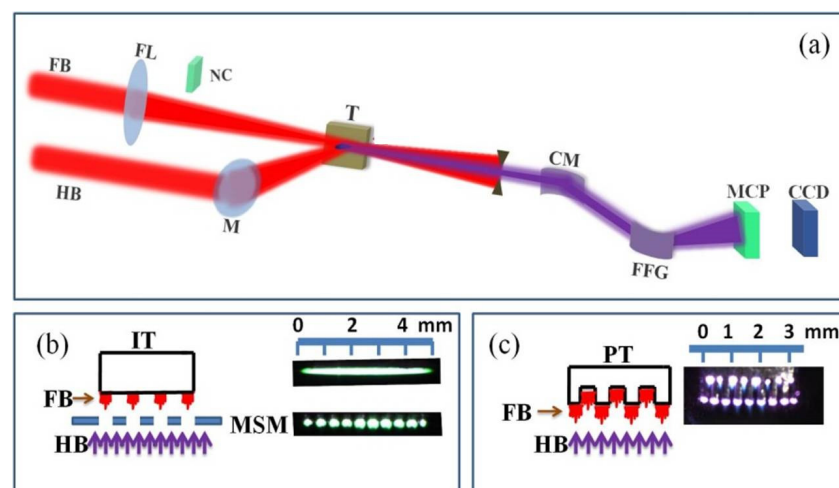 (a)
FB
FL
NC
T
HB
M
CM
FFG
MCP
CCD
(b)
IT
FB
MSM
HB
0 2 4 mm
(c)
PT
FB
HB
0 1 2 3 mm